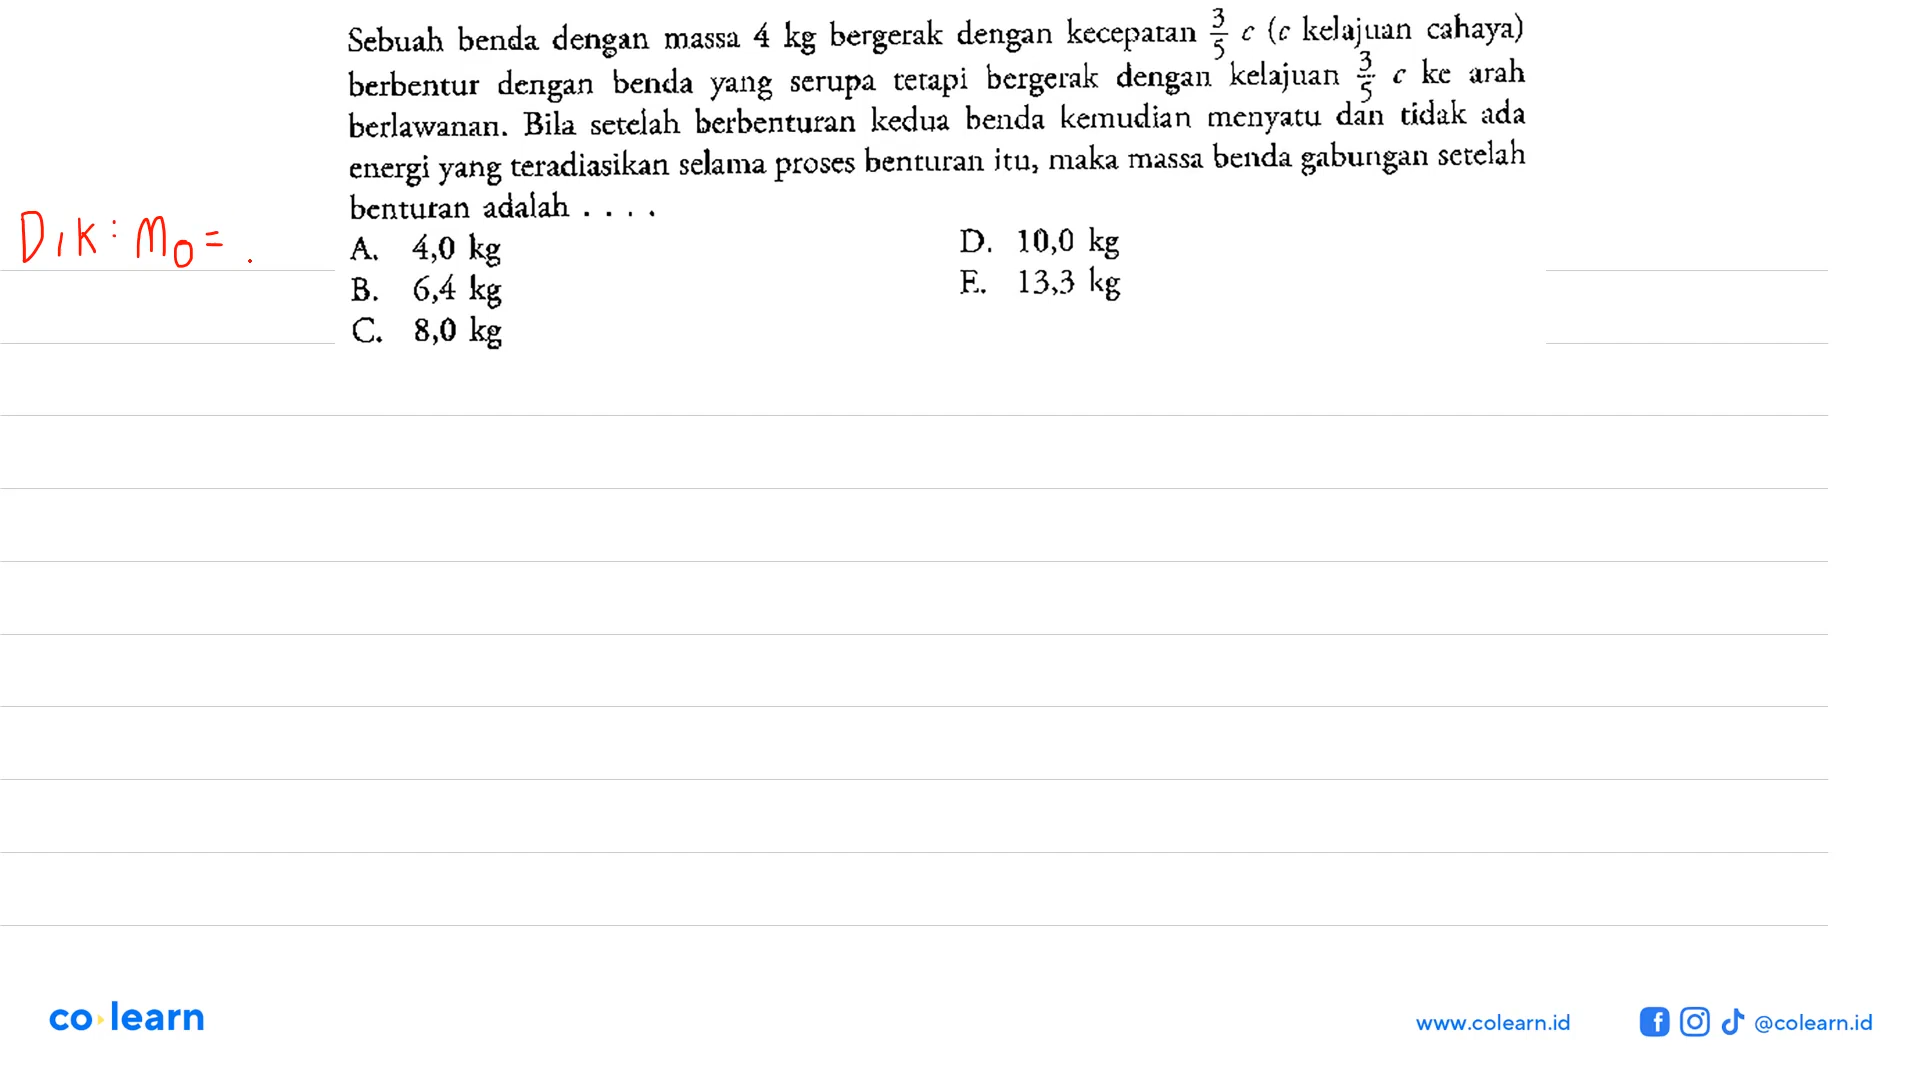 Sebuah benda dengan massa 4 kg bergerak dengan kecepatan 3/5 c (c kelajuan cahaya)
berbentur dengan benda yang serupa tetapi bergerak dengan kelajuan 3/5 c ke arah
berlawanan. Bila setelah berbenturan kedua benda kemudian menyatu dan tidak ada
energi yang teradiasikan selama proses benturan itu, maka massa benda gabungan setelah
benturan adalah . . . .
Dik: m₀ = .
A. 4,0 kg
B. 6,4 kg
C. 8,0 kg
D. 10,0 kg
E. 13,3 kg
co learn
www.colearn.id
@colearn.id